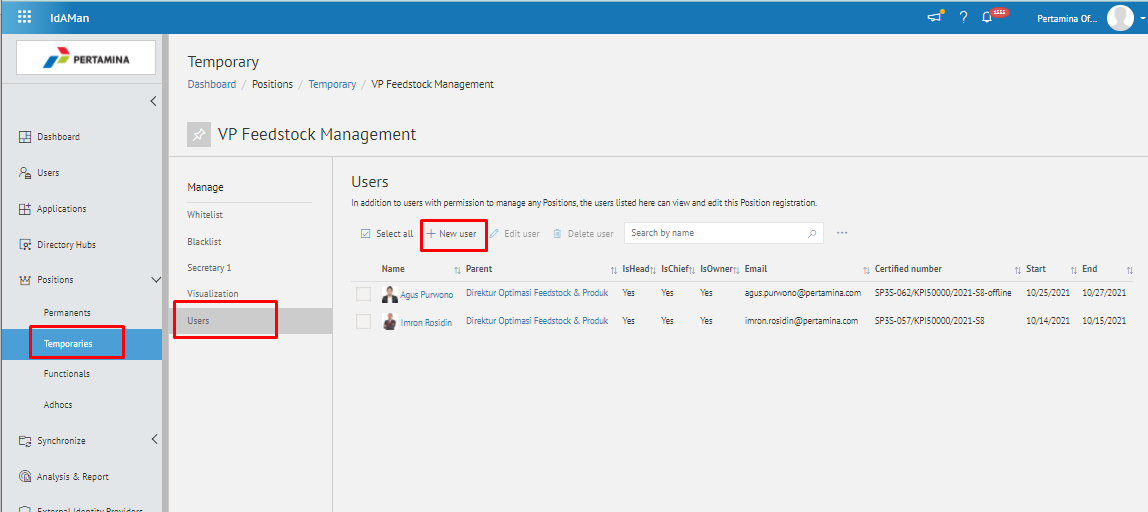 IdAMan
1555
Pertamina Of...
PERTAMINA
Dashboard
Users
Applications
Directory Hubs
Positions
Permanents
Temporaries
Functionals
Adhocs
Synchronize
Analysis & Report
External Identity Providers
Temporary
Dashboard / Positions / Temporary / VP Feedstock Management
VP Feedstock Management
Manage
Whitelist
Blacklist
Secretary 1
Visualization
Users
Users
In addition to users with permission to manage any Positions, the users listed here can view and edit this Position registration.
Select all + New user Edit user Delete user Search by name ...
Name Parent IsHead IsChief IsOwner Email Certified number Start End
Agus Purwono Direktur Optimasi Feedstock & Produk Yes Yes Yes agus.purwono@pertamina.com SP3S-062/KPI50000/2021-S8-offline 10/25/2021 10/27/2021
Imron Rosidin Direktur Optimasi Feedstock & Produk Yes Yes Yes imron.rosidin@pertamina.com SP3S-057/KPI50000/2021-S8 10/14/2021 10/15/2021